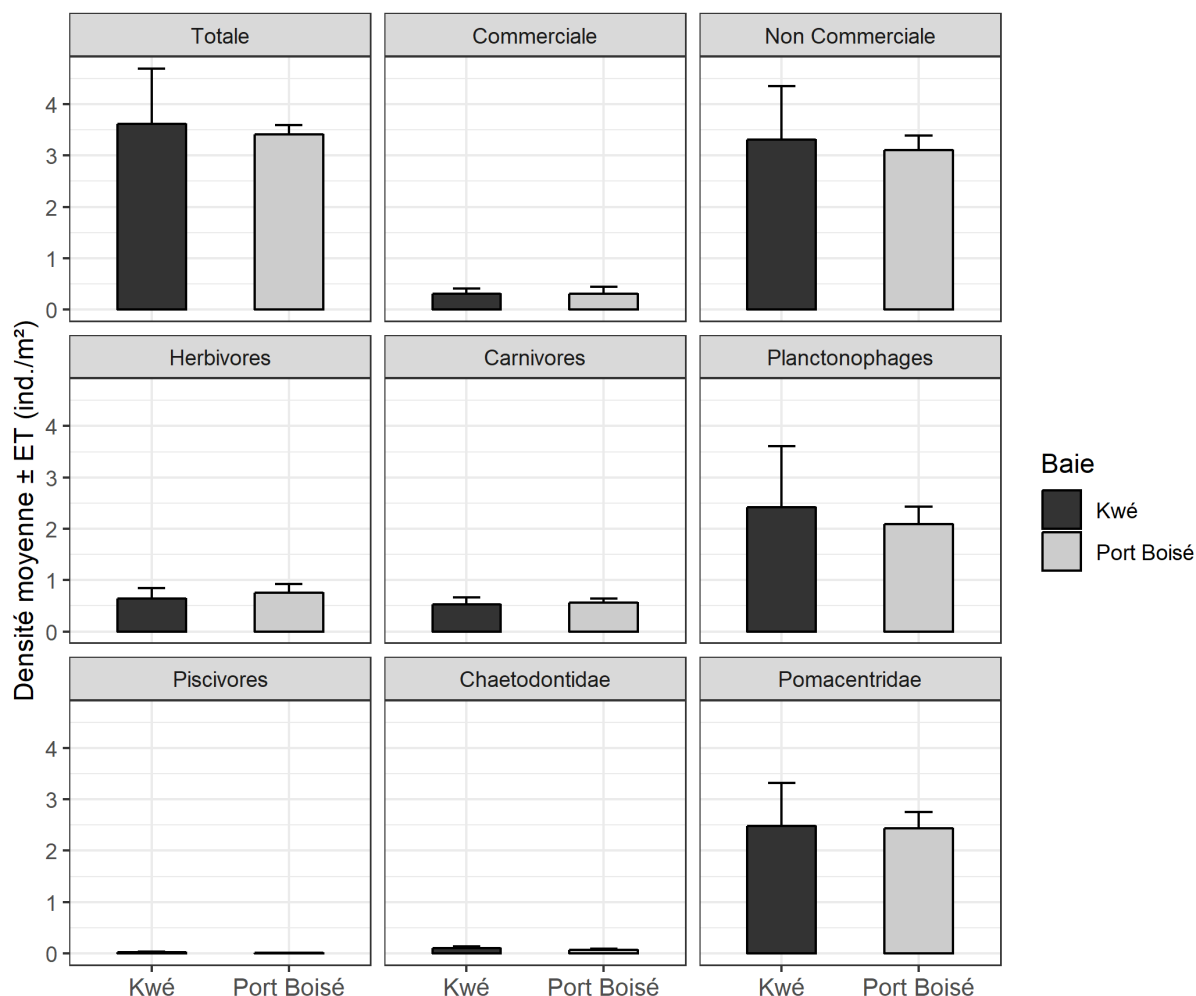 Totale
Commerciale
Non Commerciale
4
3
2
1
0
Herbivores
Carnivores
Planctonophages
4
3
2
1
0
Piscivores
Chaetodontidae
Pomacentridae
4
3
2
1
0
Kwé
Port Boisé
Kwé
Port Boisé
Kwé
Port Boisé
Densité moyenne ± ET (ind./m²)
Baie
Kwé
Port Boisé